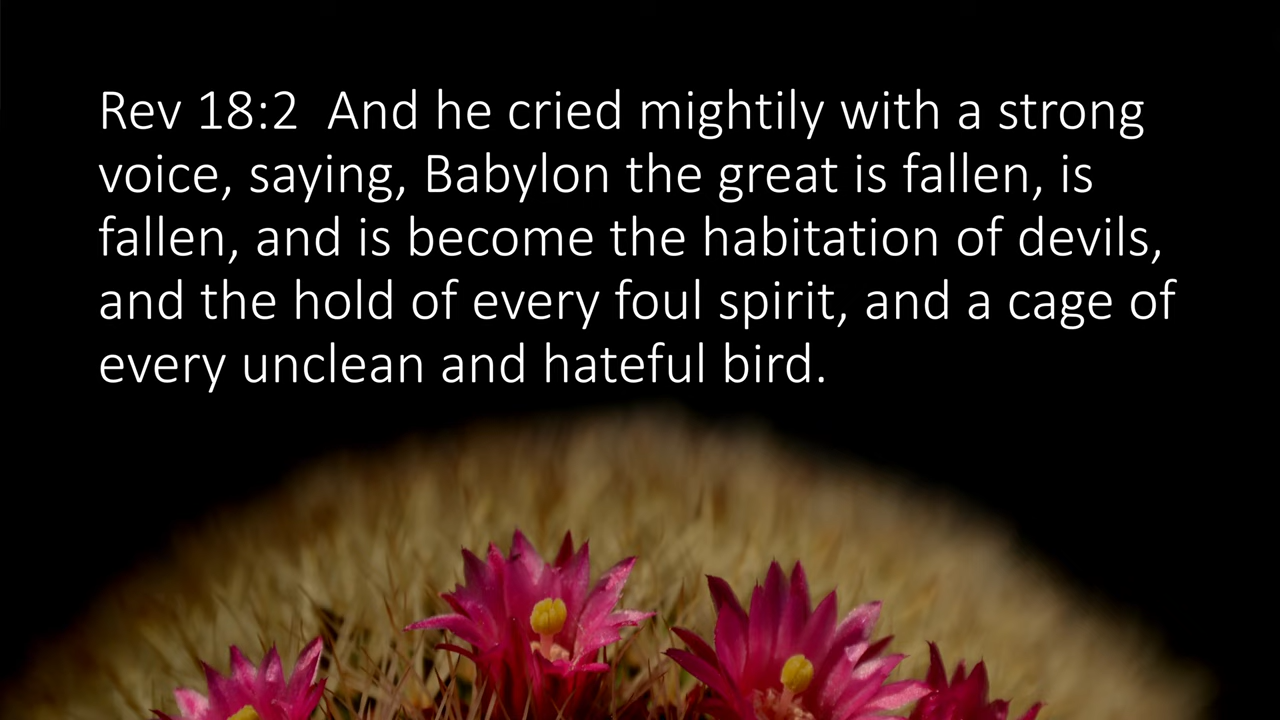 Rev 18:2  And he cried mightily with a strong
voice, saying, Babylon the great is fallen, is
fallen, and is become the habitation of devils,
and the hold of every foul spirit, and a cage of
every unclean and hateful bird.